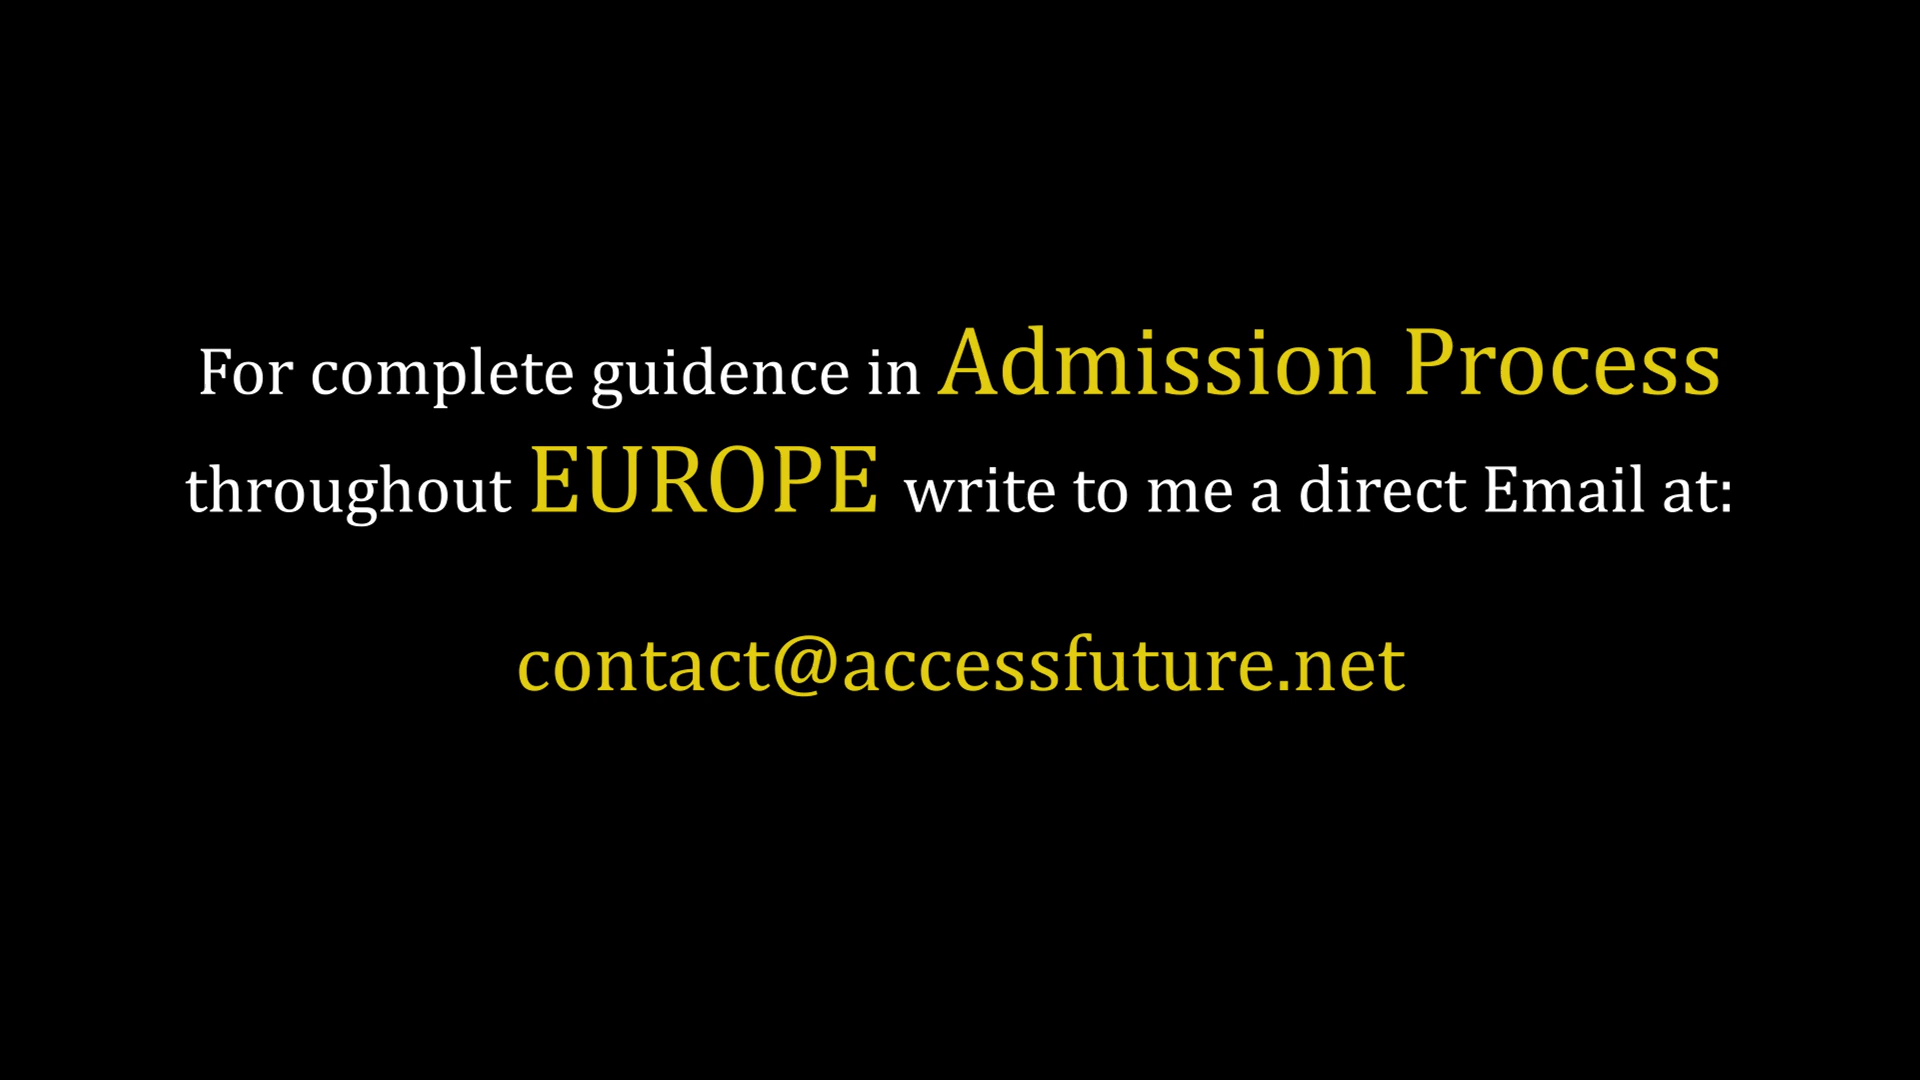 For complete guidence in Admission Process
throughout EUROPE write to me a direct Email at:
contact@accessfuture.net